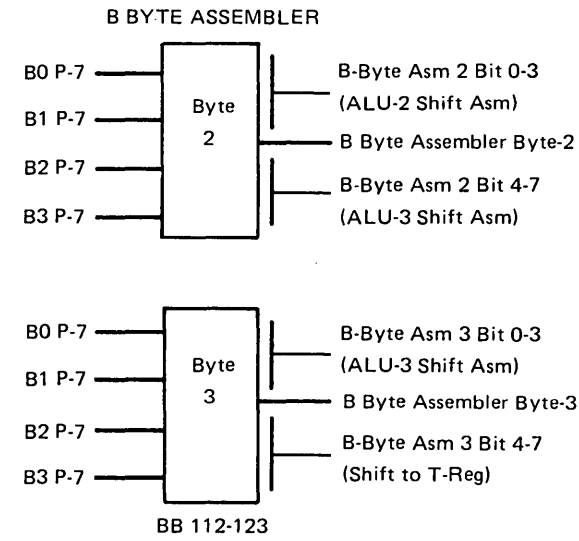 B BYTE ASSEMBLER
B0 P-7
B1 P-7
B2 P-7
B3 P-7
Byte
2
B-Byte Asm 2 Bit 0-3
(ALU-2 Shift Asm)
B Byte Assembler Byte-2
B-Byte Asm 2 Bit 4-7
(ALU-3 Shift Asm)
B0 P-7
B1 P-7
B2 P-7
B3 P-7
Byte
3
B-Byte Asm 3 Bit 0-3
(ALU-3 Shift Asm)
B Byte Assembler Byte-3
B-Byte Asm 3 Bit 4-7
(Shift to T-Reg)
BB 112-123